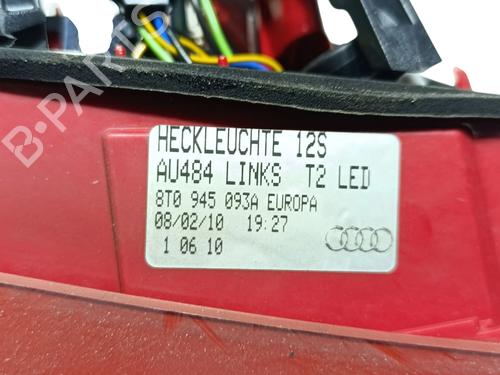 B-PARTS
HECKLEUCHTE 12S
AU484 LINKS T2 LED
8T0 945 093A EUROPA
08/02/10 19:27
1 06 10